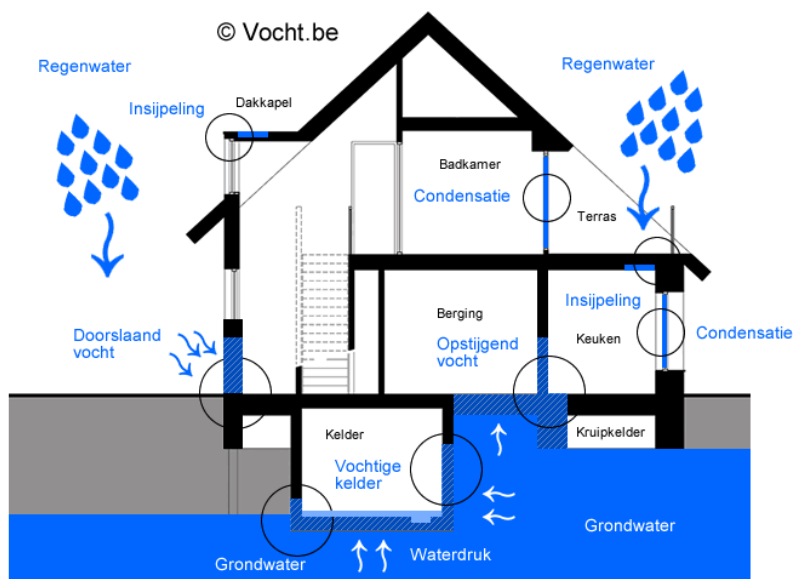 © Vocht.be
Regenwater
Regenwater
Insijpeling
Dakkapel
Badkamer
Condensatie
Terras
Insijpeling
Doorslaand
vocht
Berging
Opstijgend
vocht
Keuken
Condensatie
Kelder
Vochtige
kelder
Kruipkelder
Grondwater
Waterdruk
Grondwater